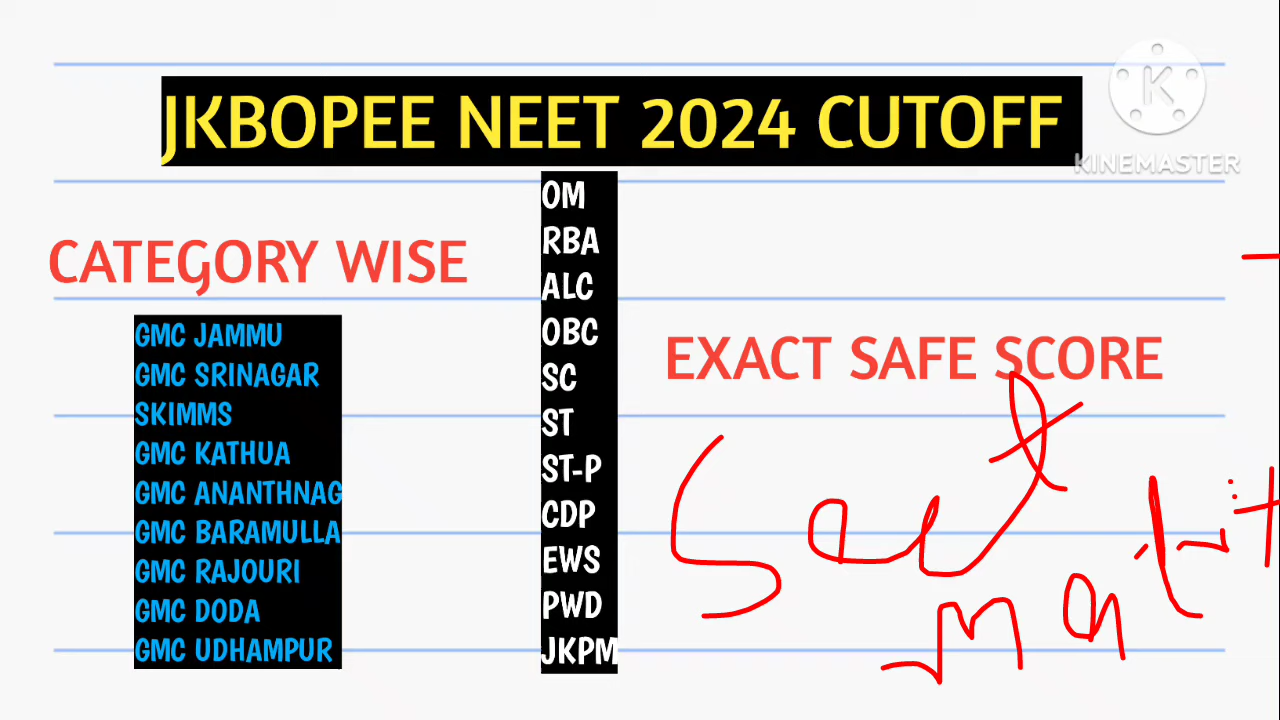 JKBOPEE NEET 2024 CUTOFF
KINEMASTER
CATEGORY WISE
GMC JAMMU
GMC SRINAGAR
SKIMMS
GMC KATHUA
GMC ANANTHNAG
GMC BARAMULLA
GMC RAJOURI
GMC DODA
GMC UDHAMPUR
OM
RBA
ALC
OBC
SC
ST
ST-P
CDP
EWS
PWD
JKPM
EXACT SAFE SCORE